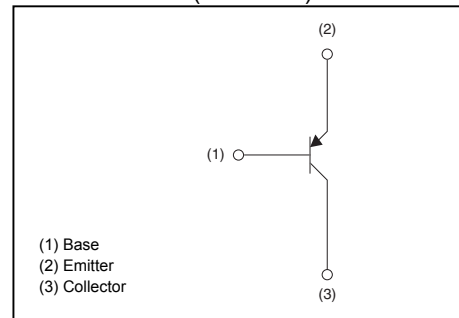 (2)
(1)
(1) Base
(2) Emitter
(3) Collector
(3)